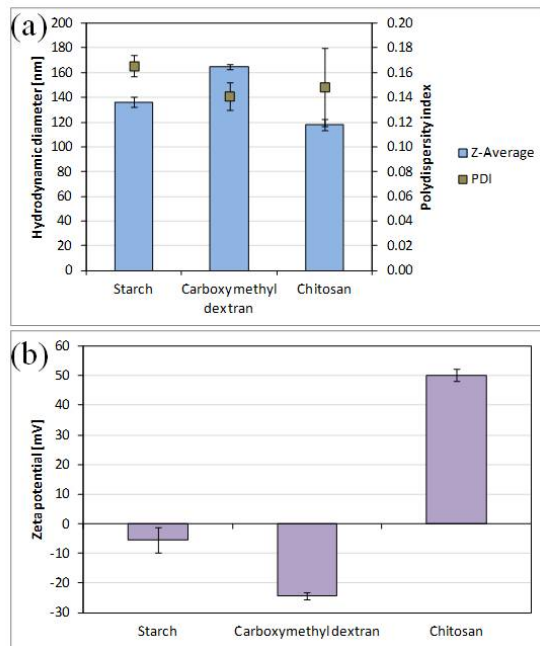 (a)
200
180
160
140
120
100
80
60
40
20
0
Hydrodynamic diameter [nm]
0.20
0.18
0.16
0.14
0.12
0.10
0.08
0.06
0.04
0.02
0.00
Polydispersity index
Z-Average
PDI
Starch
Carboxymethyl
dextran
Chitosan
(b)
60
50
40
30
20
10
0
-10
-20
-30
Zeta potential [mV]
Starch
Carboxymethyl dextran
Chitosan